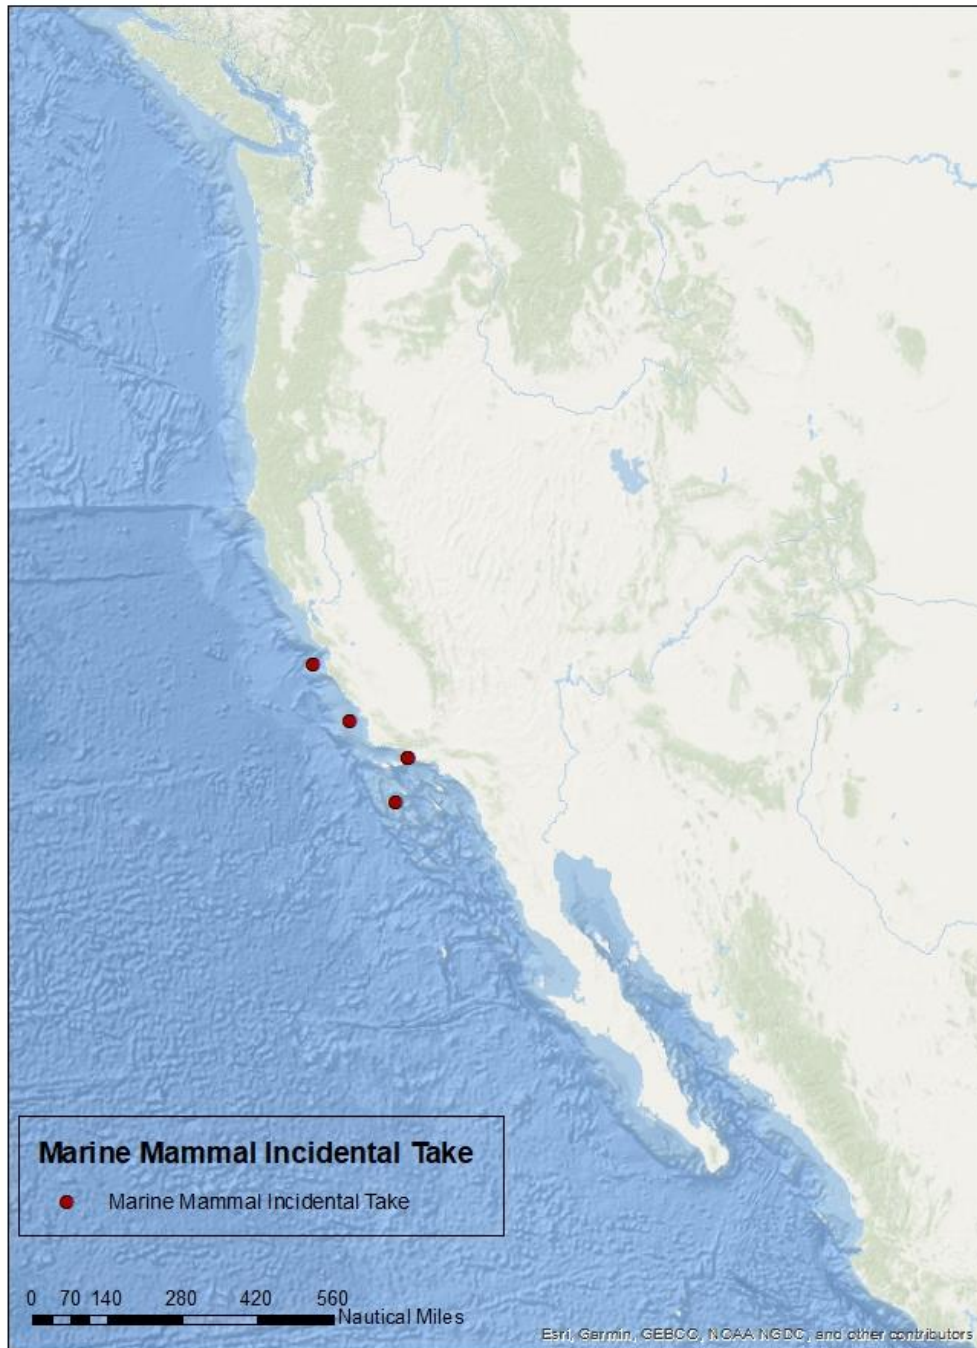 Marine Mammal Incidental Take
Marine Mammal Incidental Take
0 70 140 280 420 560
Nautical Miles
Esri, Garmin, GEBCO, NOAA NGDC, and other contributors